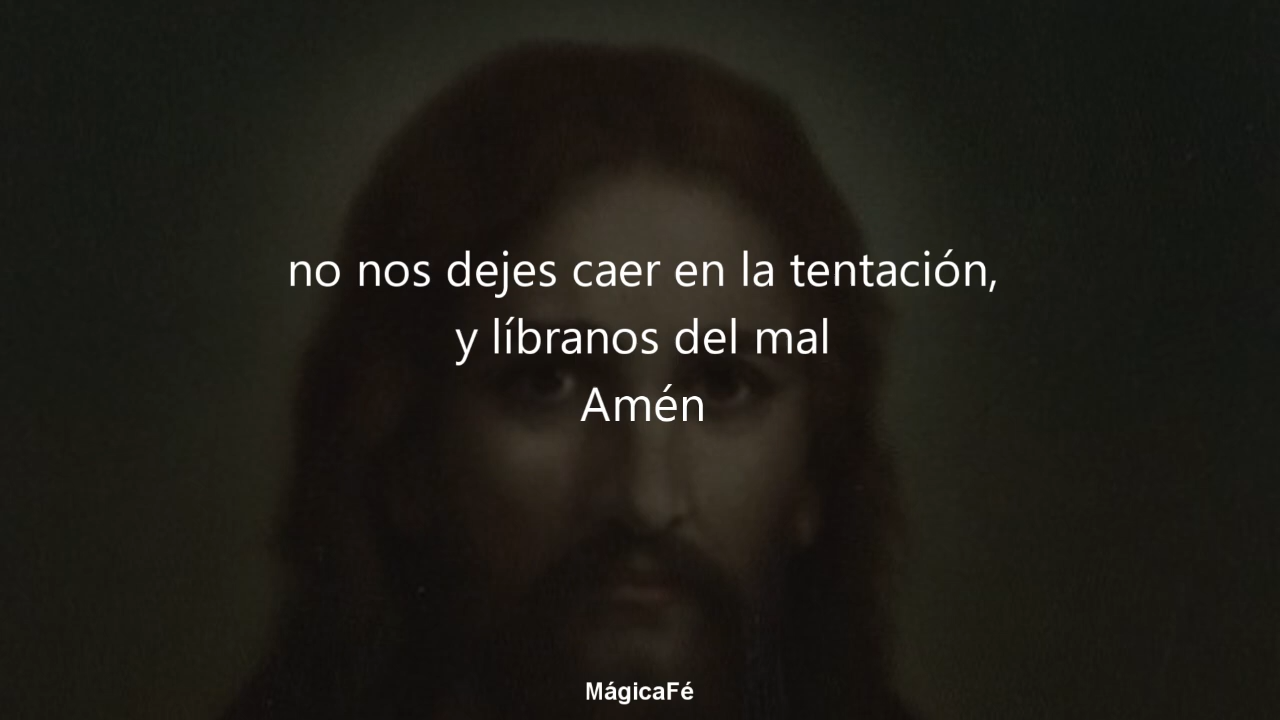 no nos dejes caer en la tentación,
y líbranos del mal
Amén
MágicaFé